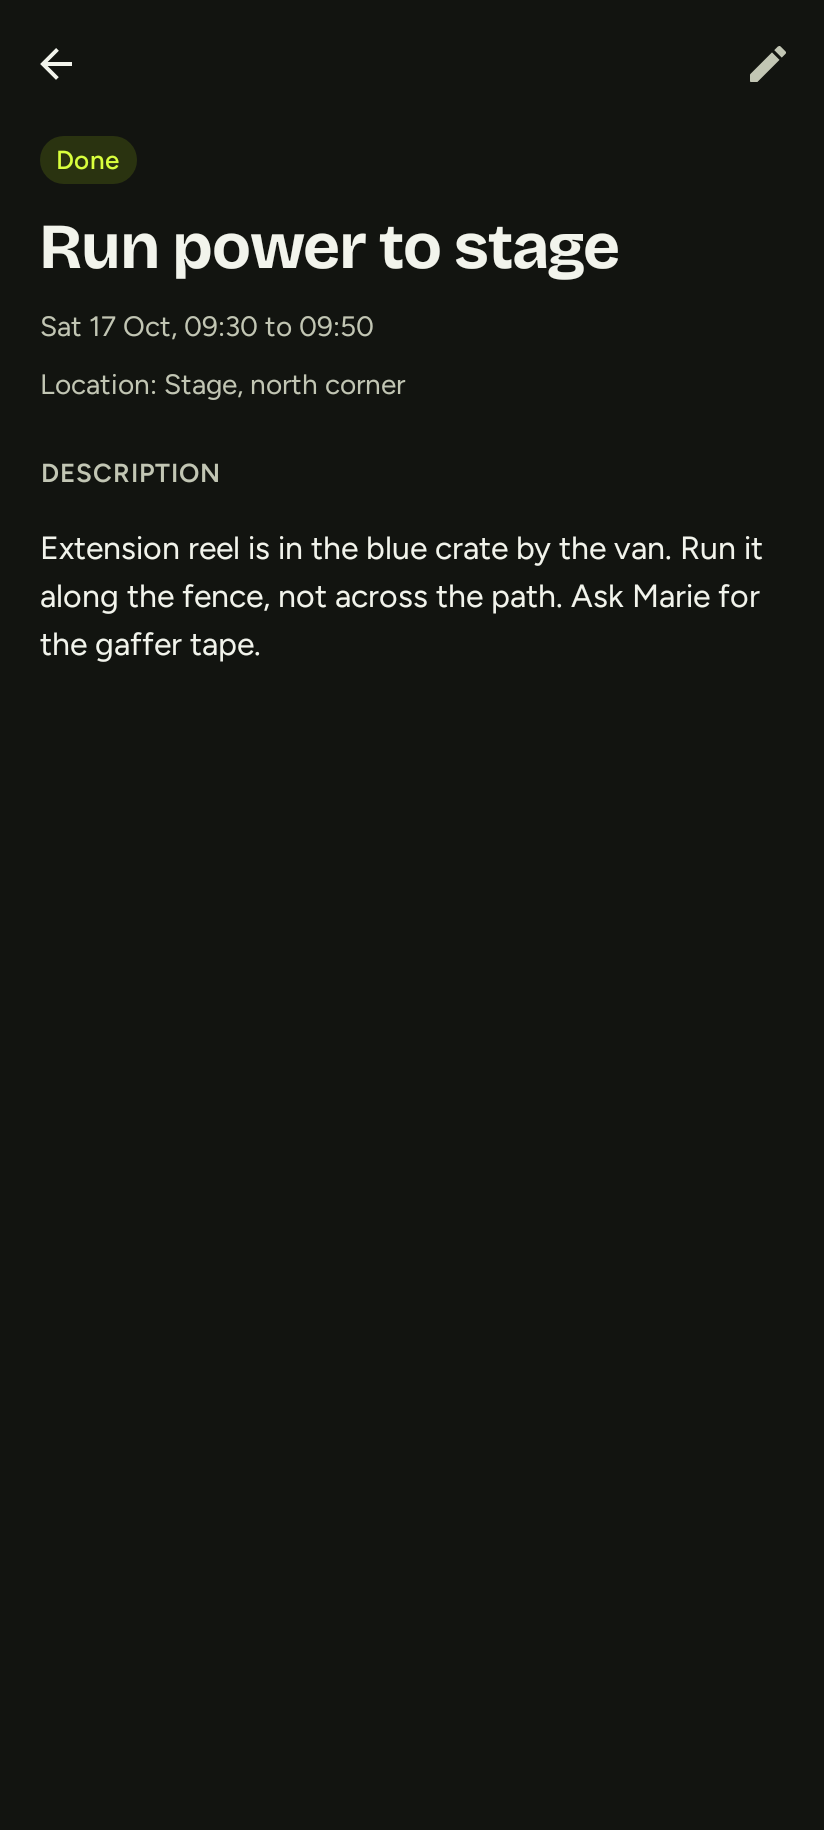 Done
Run power to stage
Sat 17 Oct, 09:30 to 09:50
Location: Stage, north corner
DESCRIPTION
Extension reel is in the blue crate by the van. Run it
along the fence, not across the path. Ask Marie for
the gaffer tape.